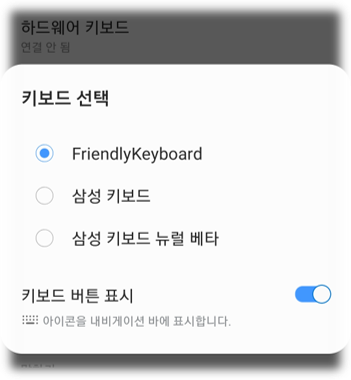 하드웨어 키보드
연결 안 됨
키보드 선택
FriendlyKeyboard
삼성 키보드
삼성 키보드 뉴럴 베타
키보드 버튼 표시
아이콘을 내비게이션 바에 표시합니다.